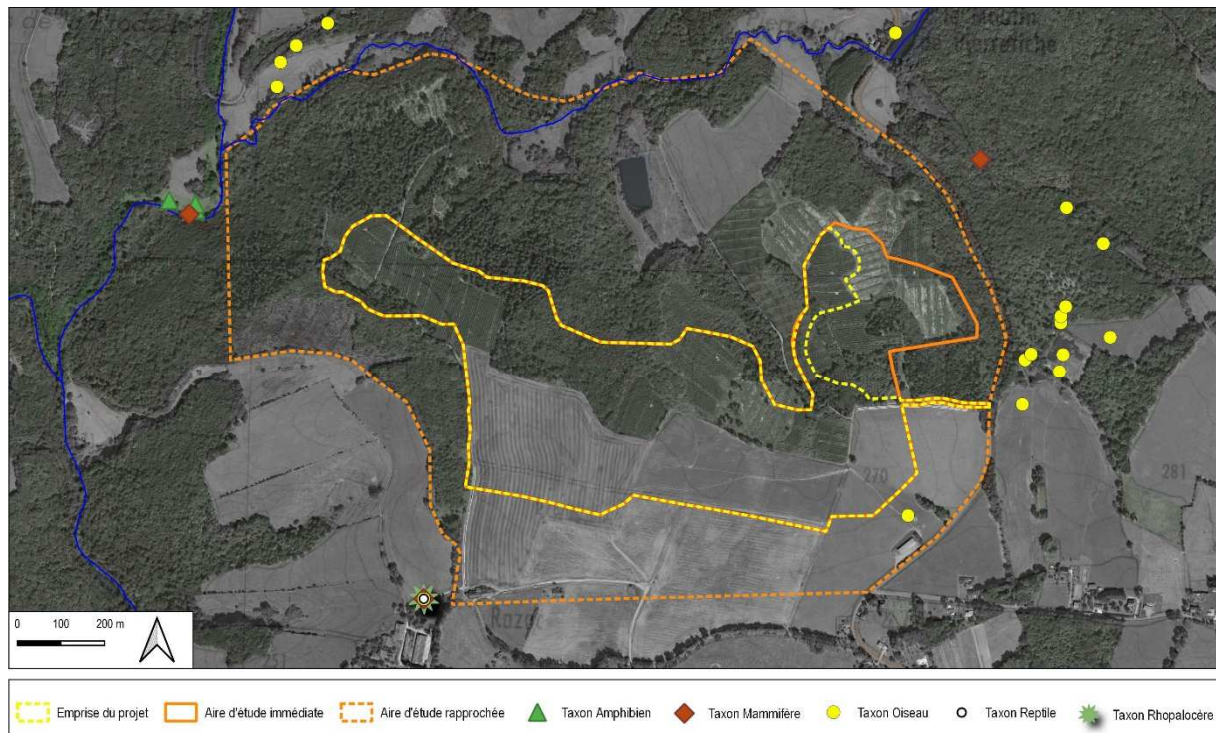 270
281
Razac
0 100 200 m
Emprise du projet
Aire d'étude immédiate
Aire d'étude rapprochée
Taxon Amphibien
Taxon Mammifère
Taxon Oiseau
Taxon Reptile
Taxon Rhopalocère